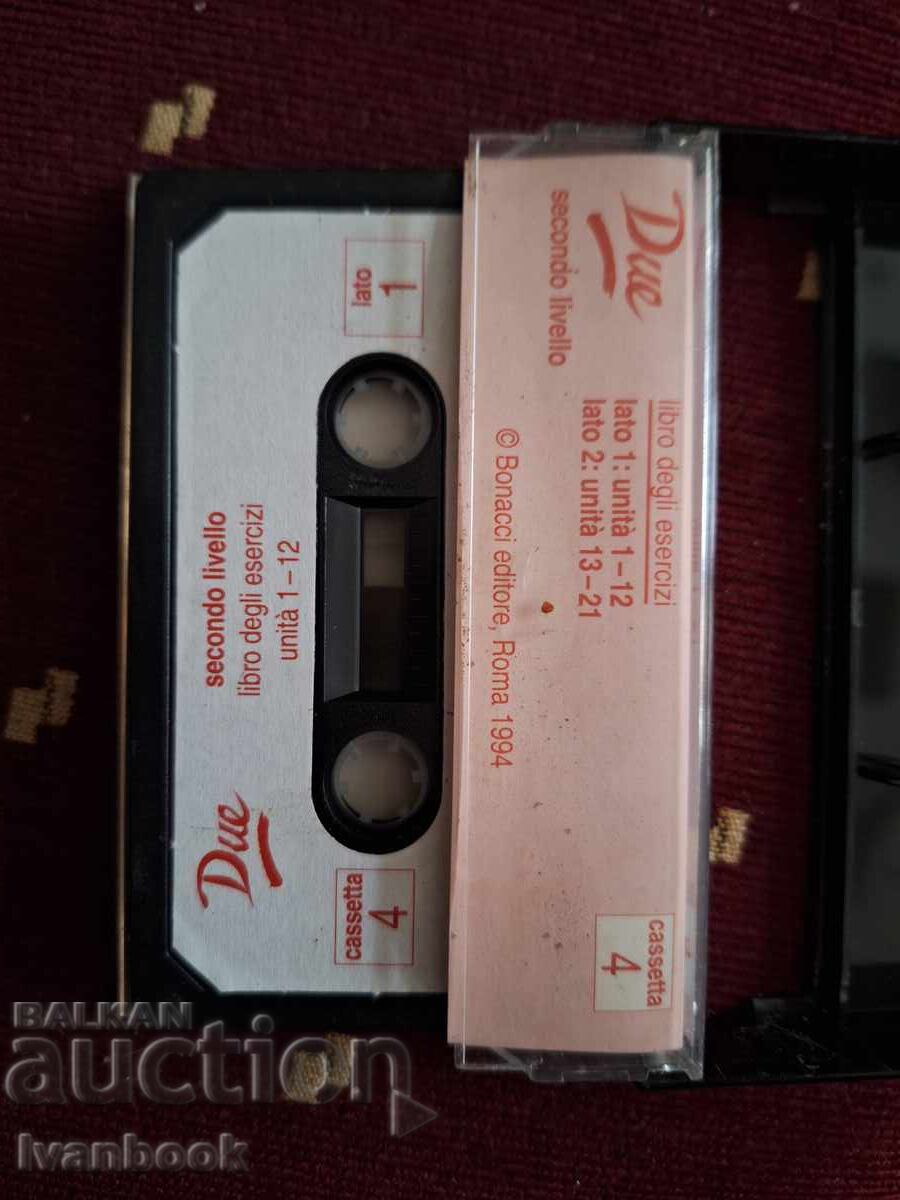 Due
cassetta
4
secondo livello
libro degli esercizi
unità 1-12
lato
1
Due
secondo livello
libro degli esercizi
lato 1: unità 1-12
lato 2: unità 13-21
© Bonacci editore, Roma 1994
cassetta
4
BALKAN
auction
Ivanbook